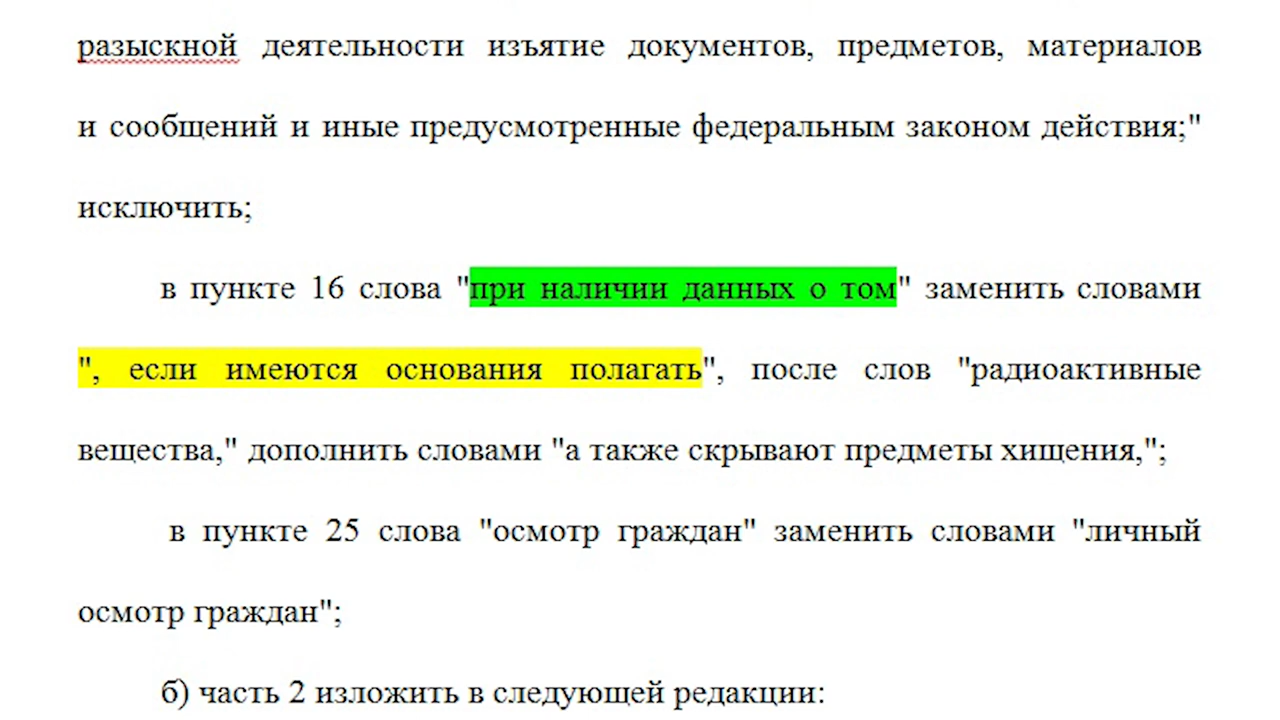 разыскной деятельности изъятие документов, предметов, материалов
и сообщений и иные предусмотренные федеральным законом действия;"
исключить;
в пункте 16 слова "при наличии данных о том" заменить словами
", если имеются основания полагать", после слов "радиоактивные
вещества," дополнить словами "а также скрывают предметы хищения,";
в пункте 25 слова "осмотр граждан" заменить словами "личный
осмотр граждан";
б) часть 2 изложить в следующей редакции: